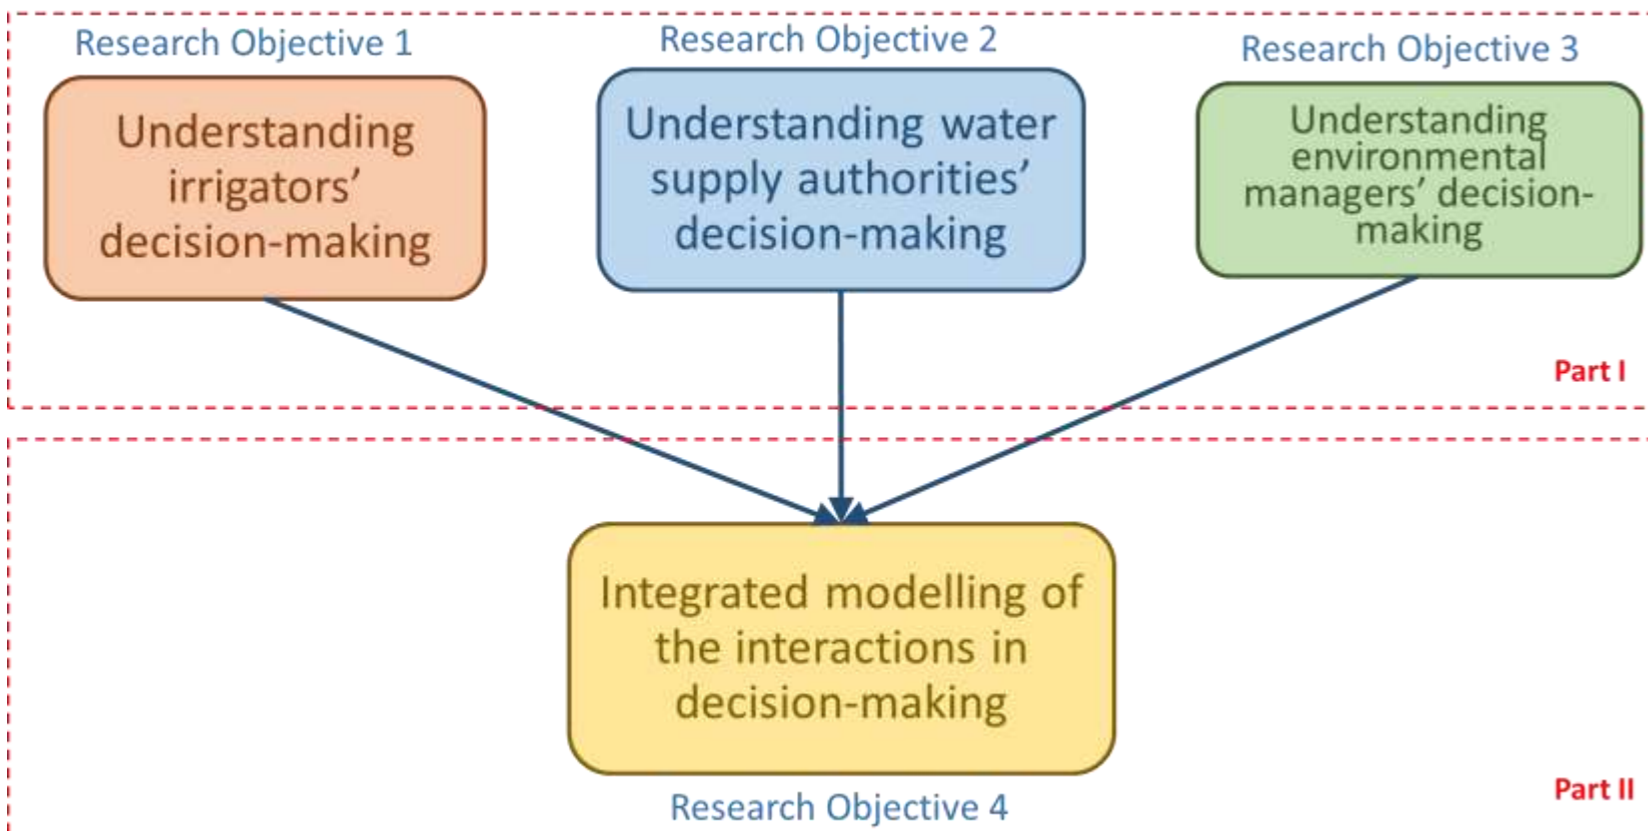 Research Objective 1
Understanding
irrigators’
decision-making
Research Objective 2
Understanding water
supply authorities’
decision-making
Research Objective 3
Understanding
environmental
managers’ decision-
making
Part I
Integrated modelling of
the interactions in
decision-making
Research Objective 4
Part II